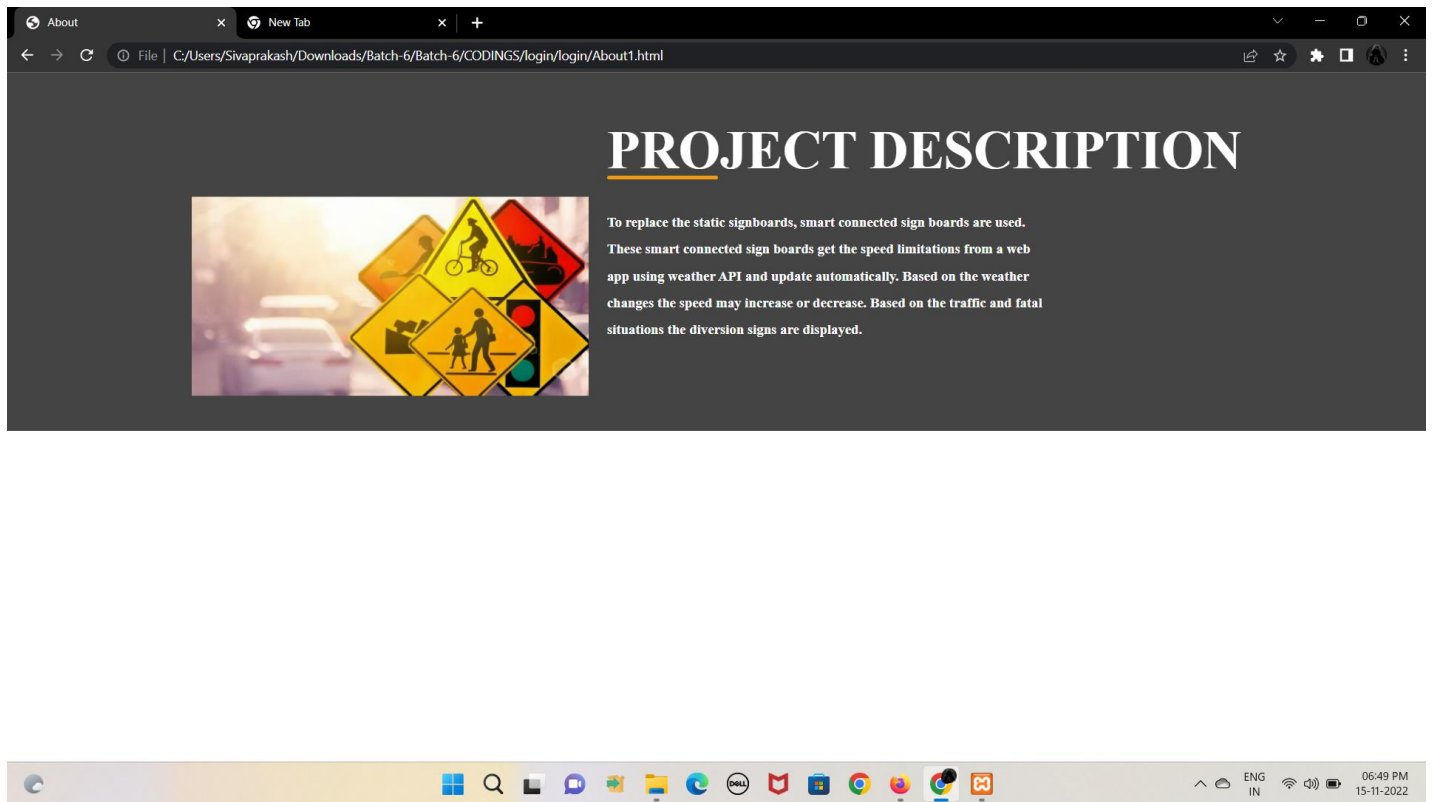 About
New Tab
File
C:/Users/Sivaprakash/Downloads/Batch-6/Batch-6/CODINGS/login/login/About1.html
PROJECT DESCRIPTION
To replace the static signboards, smart connected sign boards are used.
These smart connected sign boards get the speed limitations from a web
app using weather API and update automatically. Based on the weather
changes the speed may increase or decrease. Based on the traffic and fatal
situations the diversion signs are displayed.
DELL
ENG
IN
06:49 PM
15-11-2022